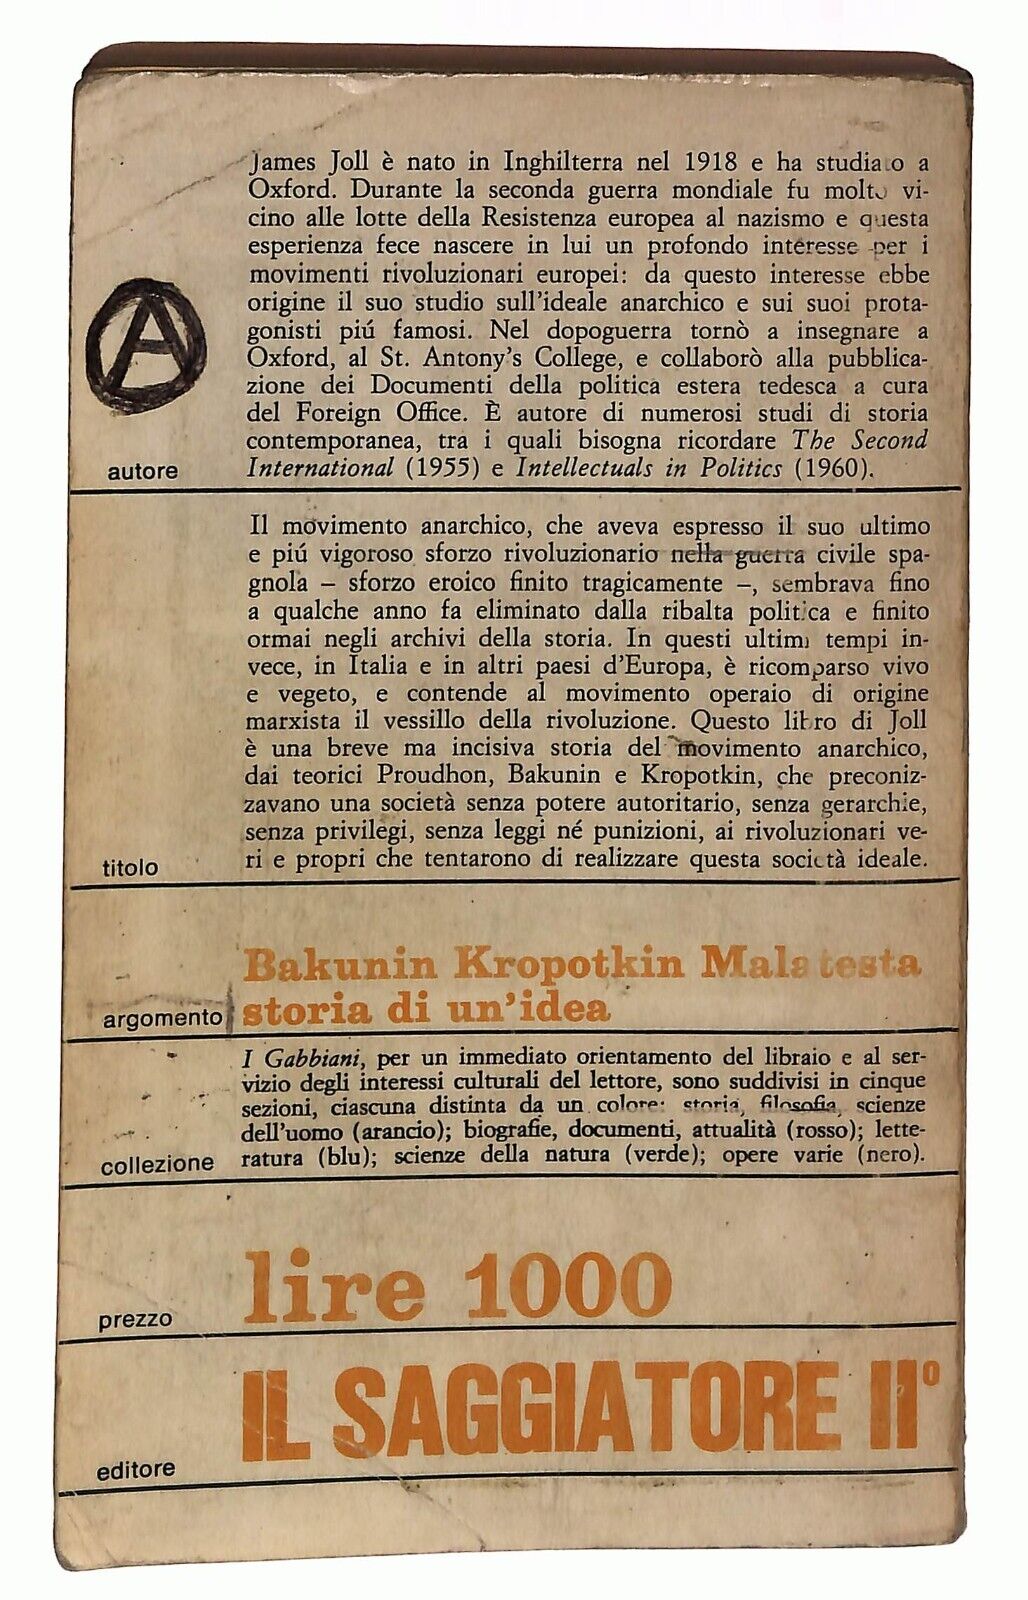 James Joll è nato in Inghilterra nel 1918 e ha studiato a
Oxford. Durante la seconda guerra mondiale fu molto vi-
cino alle lotte della Resistenza europea al nazismo e questa
esperienza fece nascere in lui un profondo interesse per i
movimenti rivoluzionari europei: da questo interesse ebbe
origine il suo studio sull'ideale anarchico e sui suoi prota-
gonisti piú famosi. Nel dopoguerra tornò a insegnare a
Oxford, al St. Antony's College, e collaborò alla pubblica-
zione dei Documenti della politica estera tedesca a cura
del Foreign Office. È autore di numerosi studi di storia
contemporanea, tra i quali bisogna ricordare The Second
International (1955) e Intellectuals in Politics (1960).
A
autore
Il movimento anarchico, che aveva espresso il suo ultimo
e piú vigoroso sforzo rivoluzionario nella guerra civile spa-
gnola – sforzo eroico finito tragicamente –, sembrava fino
a qualche anno fa eliminato dalla ribalta politica e finito
ormai negli archivi della storia. In questi ultimi tempi in-
vece, in Italia e in altri paesi d'Europa, è ricomparso vivo
e vegeto, e contende al movimento operaio di origine
marxista il vessillo della rivoluzione. Questo libro di Joll
è una breve ma incisiva storia del movimento anarchico,
dai teorici Proudhon, Bakunin e Kropotkin, che preconiz-
zavano una società senza potere autoritario, senza gerarchie,
senza privilegi, senza leggi né punizioni, ai rivoluzionari ve-
ri e propri che tentarono di realizzare questa società ideale.
titolo
Bakunin Kropotkin Malatesta
storia di un'idea
argomento
I Gabbiani, per un immediato orientamento del libraio e al ser-
vizio degli interessi culturali del lettore, sono suddivisi in cinque
sezioni, ciascuna distinta da un colore: storia, filosofia, scienze
dell'uomo (arancio); biografie, documenti, attualità (rosso); lette-
ratura (blu); scienze della natura (verde); opere varie (nero).
collezione
lire 1000
prezzo
IL SAGGIATORE IIº
editore